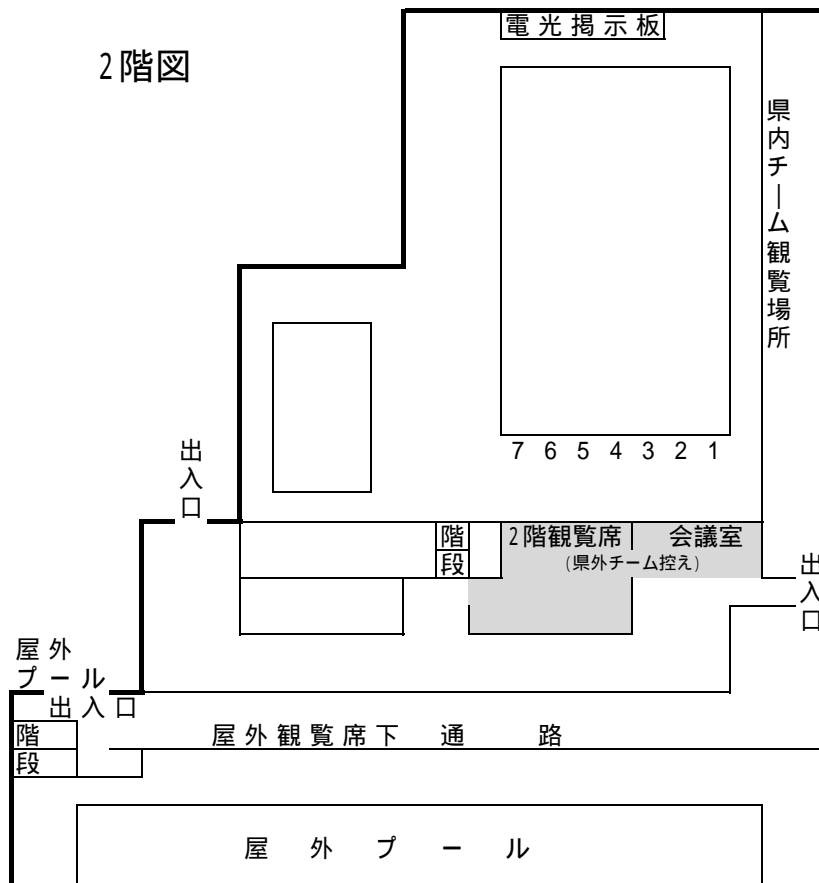 電光掲示板
2階図
県内チーム観覧場所
7 6 5 4 3 2 1
出入口
階段
2階観覧席
会議室
(県外チーム控え)
出入口
屋外
プール
出入口
階段
屋外観覧席下 通 路
屋 外 プ ー ル